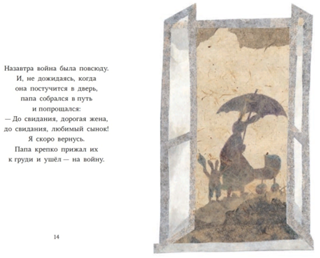 Назавтра война была повсюду.
И, не дожидаясь, когда
она постучится в дверь,
папа собрался в путь
и попрощался:
— До свидания, дорогая жена,
до свидания, любимый сынок!
Я скоро вернусь.
Папа крепко прижал их
к груди и ушёл — на войну.
14